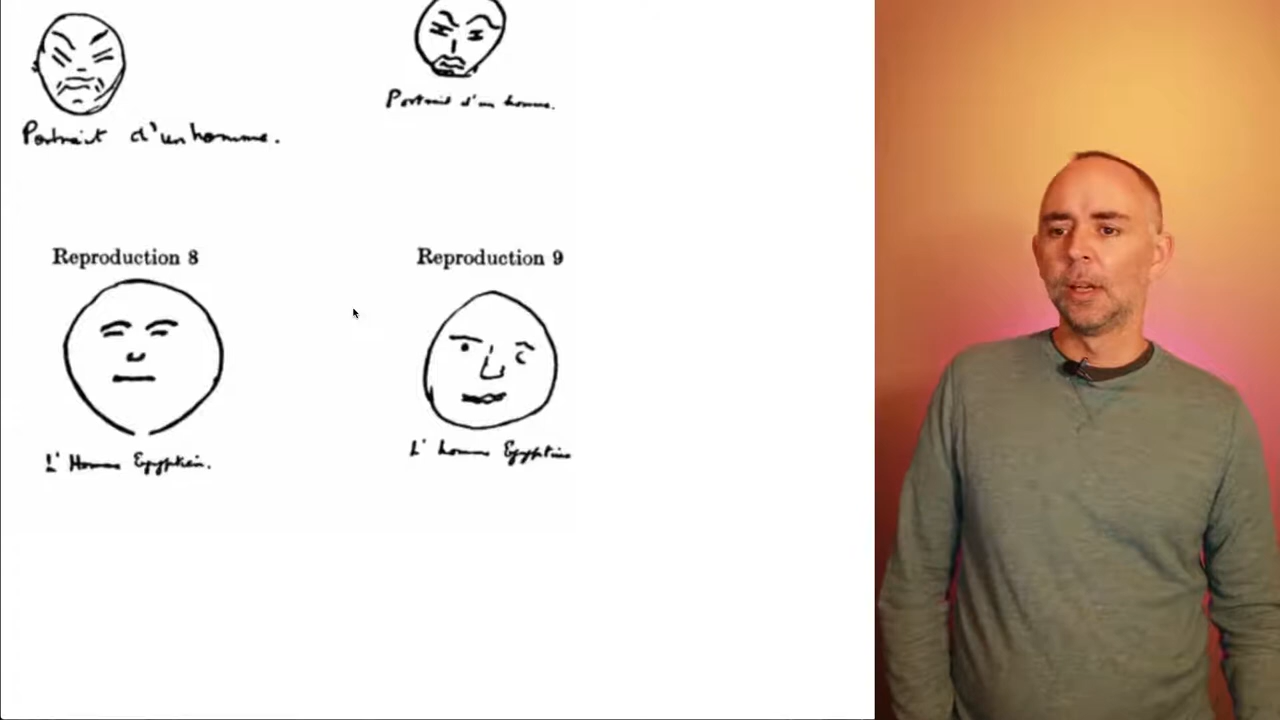 Portrait d'un homme.
Portrait d'un homme.
Reproduction 8
Reproduction 9
L'Homme Egyptien.
L'homme Egyptien